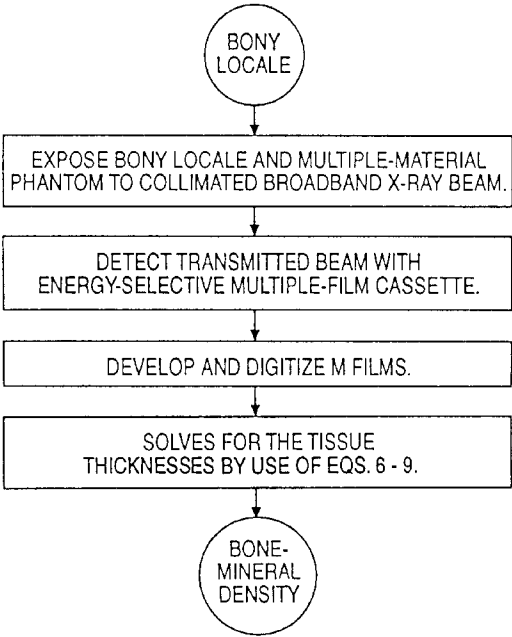 BONY
LOCALE
EXPOSE BONY LOCALE AND MULTIPLE-MATERIAL
PHANTOM TO COLLIMATED BROADBAND X-RAY BEAM.
DETECT TRANSMITTED BEAM WITH
ENERGY-SELECTIVE MULTIPLE-FILM CASSETTE.
DEVELOP AND DIGITIZE M FILMS.
SOLVES FOR THE TISSUE
THICKNESSES BY USE OF EQS. 6 - 9.
BONE-
MINERAL
DENSITY